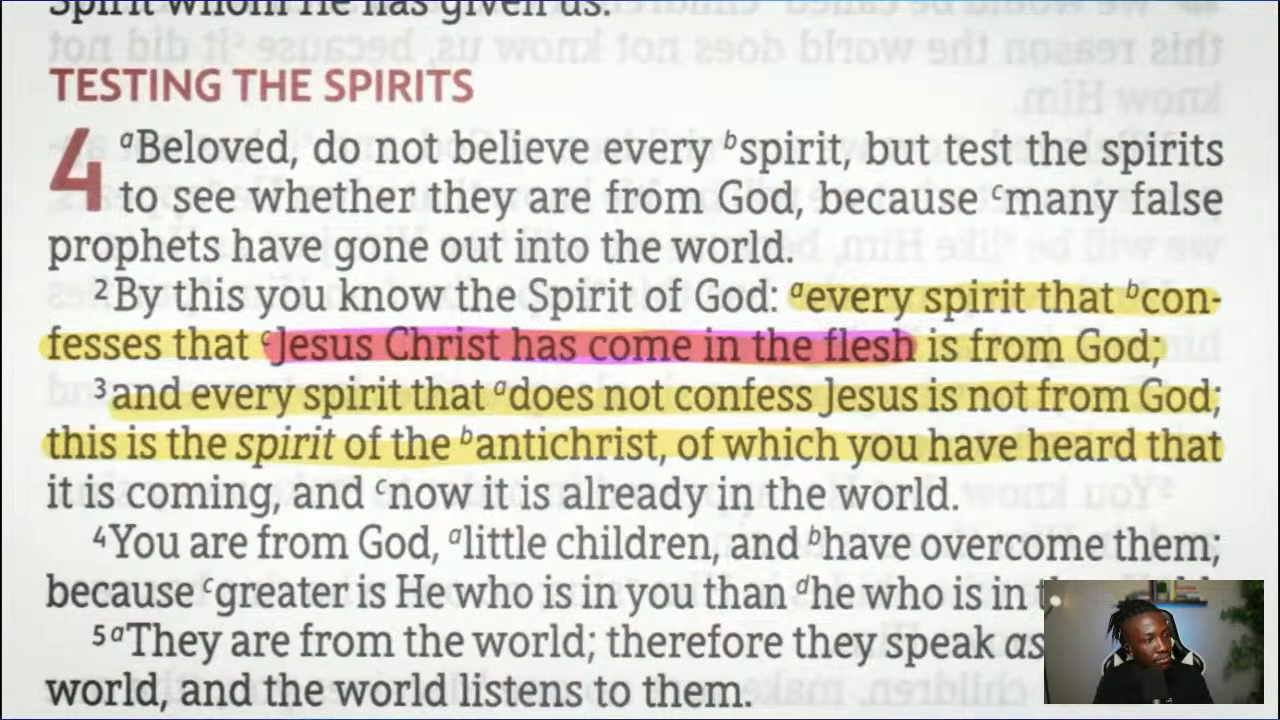 Spirit whom He has given us.
TESTING THE SPIRITS
4 ᵃBeloved, do not believe every ᵇspirit, but test the spirits
to see whether they are from God, because ᶜmany false
prophets have gone out into the world.
²By this you know the Spirit of God: ᵃevery spirit that ᵇcon-
fesses that ᶜJesus Christ has come in the flesh is from God;
³and every spirit that ᵃdoes not confess Jesus is not from God;
this is the spirit of the ᵇantichrist, of which you have heard that
it is coming, and ᶜnow it is already in the world.
⁴You are from God, ᵃlittle children, and ᵇhave overcome them;
because ᶜgreater is He who is in you than ᵈhe who is in
⁵ᵃThey are from the world; therefore they speak as
world, and the world listens to them.